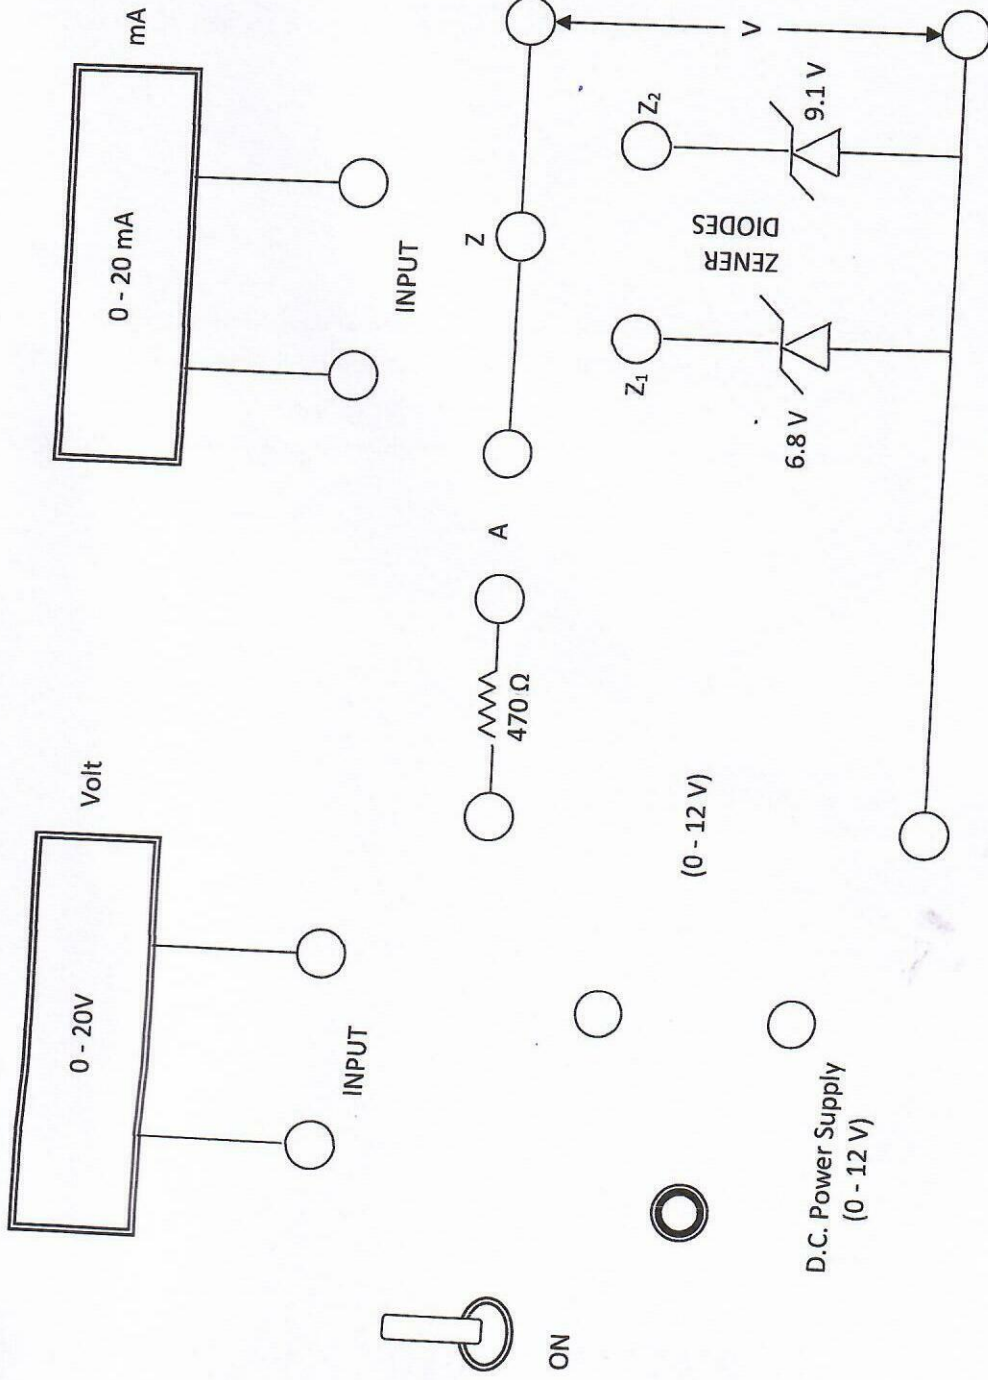 0 - 20V
Volt
INPUT
0 - 20 mA
mA
INPUT
ON
D.C. Power Supply
(0 - 12 V)
(0 - 12 V)
470 Ω
A
Z
V
Z₁
6.8 V
ZENER
DIODES
Z₂
9.1 V